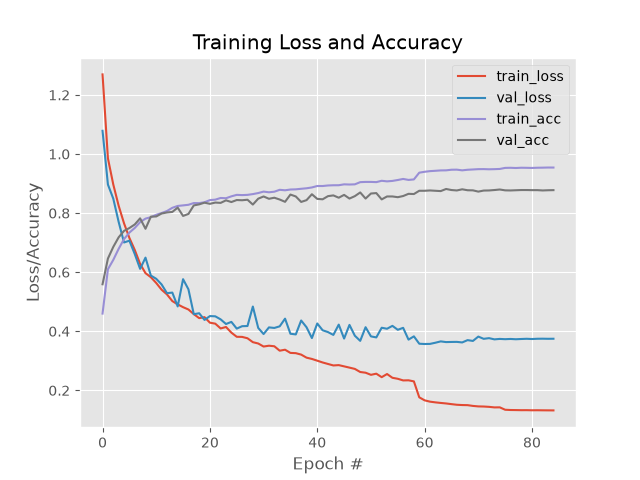 Training Loss and Accuracy
train_loss
val_loss
train_acc
val_acc
Loss/Accuracy
1.2
1.0
0.8
0.6
0.4
0.2
0 20 40 60 80
Epoch #